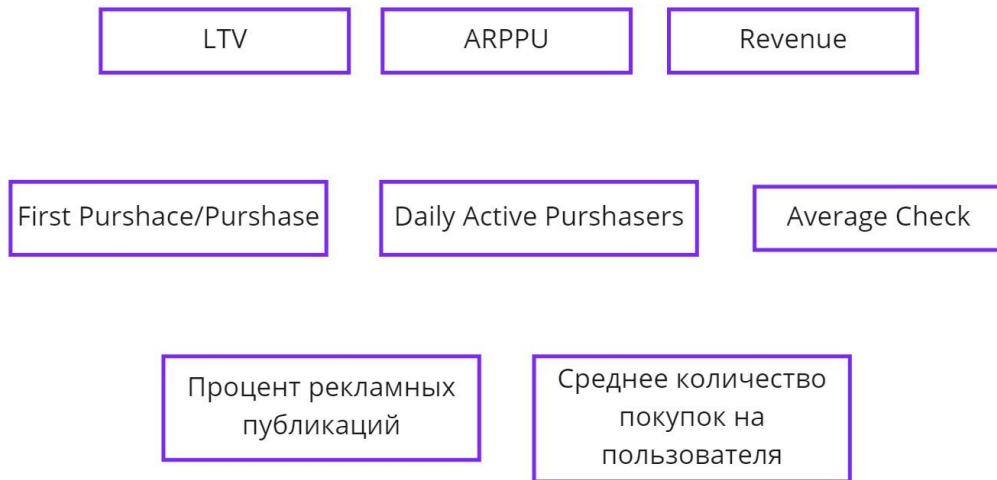 LTV
ARPPU
Revenue
First Purshace/Purshase
Daily Active Purshasers
Average Check
Процент рекламных
публикаций
Среднее количество
покупок на
пользователя